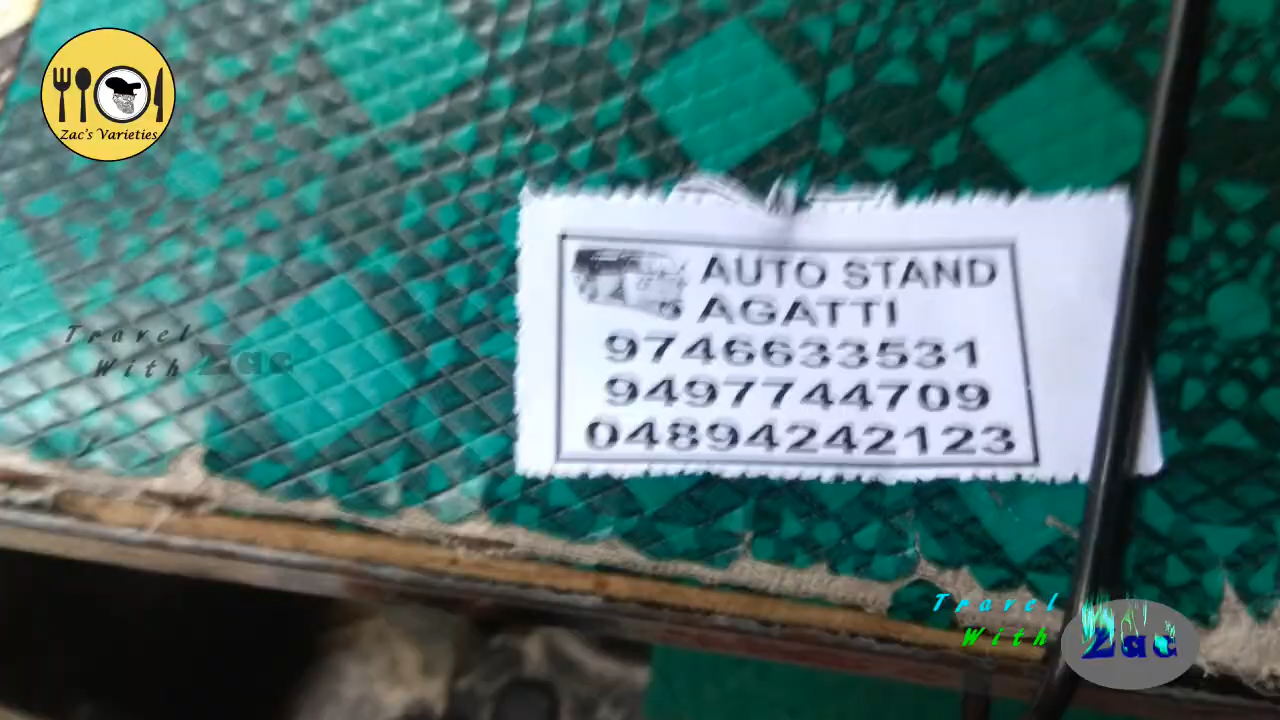 Zac's Varieties
AUTO STAND
AGATTI
9746633531
9497744709
04894242123
Travel
With Zac
Travel
With Zac